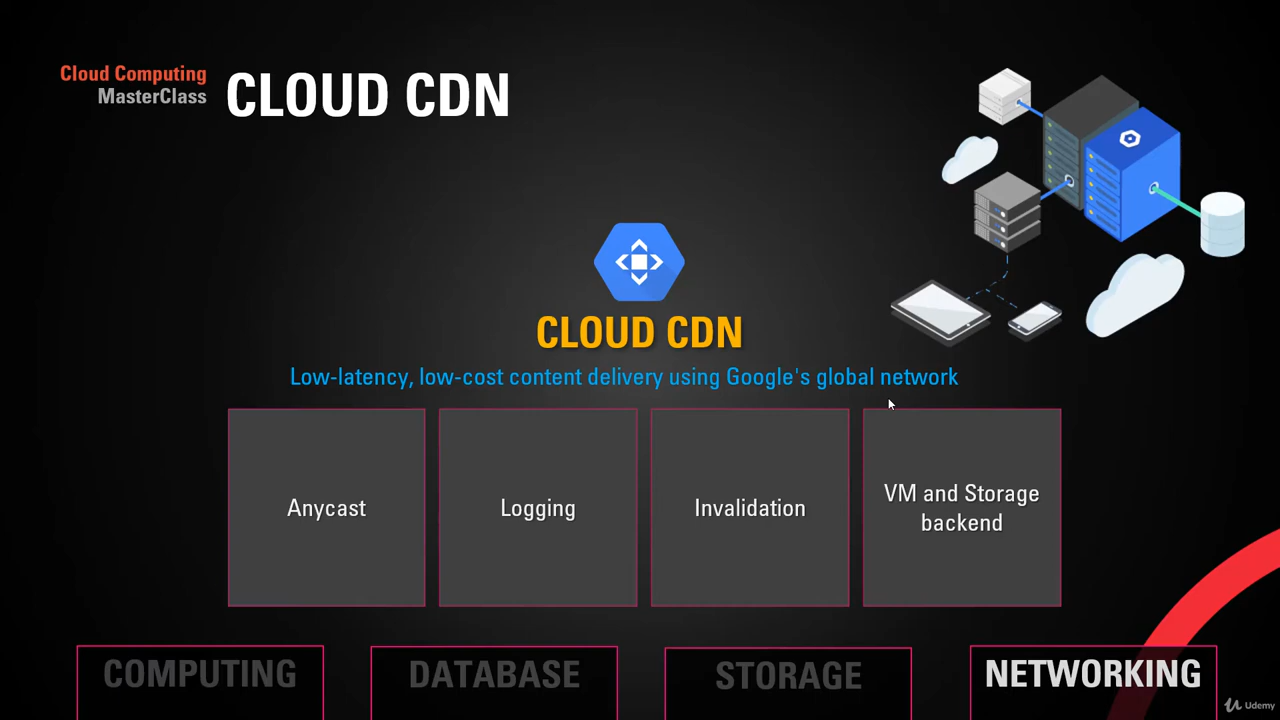 Cloud Computing
MasterClass
CLOUD CDN
CLOUD CDN
Low-latency, low-cost content delivery using Google's global network
Anycast
Logging
Invalidation
VM and Storage
backend
COMPUTING
DATABASE
STORAGE
NETWORKING
Udemy